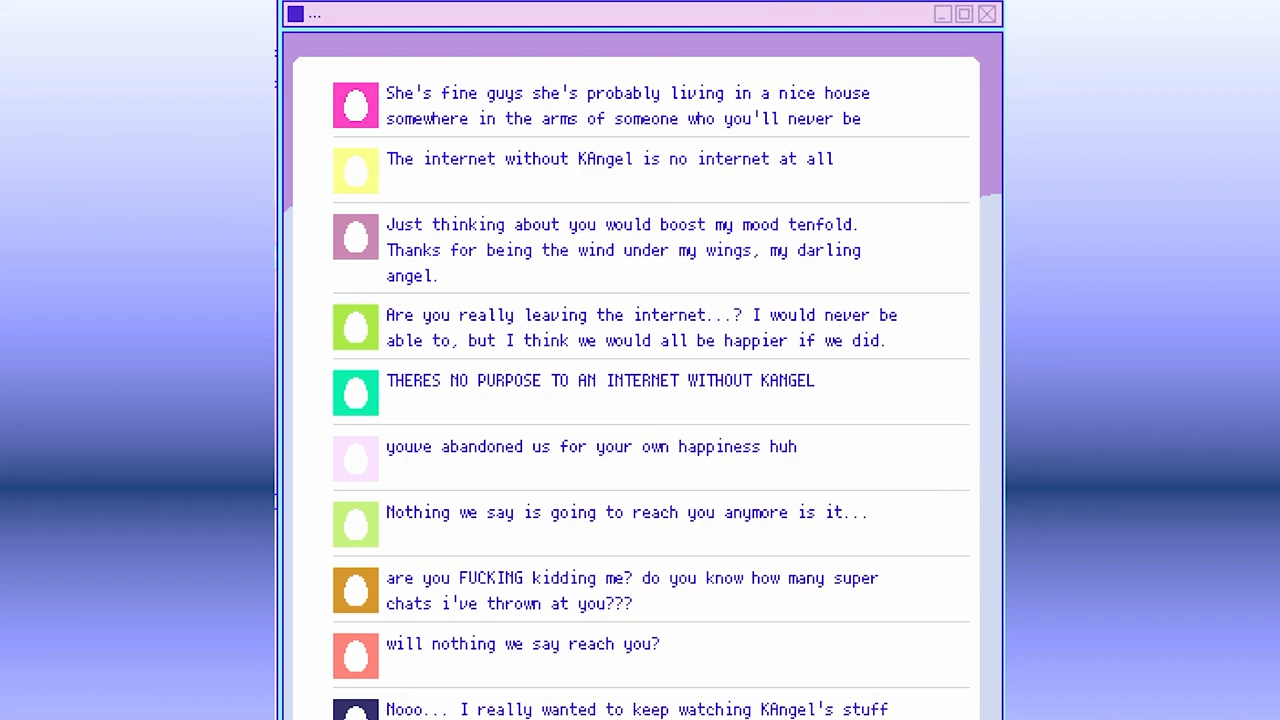 ...
She's fine guys she's probably living in a nice house
somewhere in the arms of someone who you'll never be
The internet without KAngel is no internet at all
Just thinking about you would boost my mood tenfold.
Thanks for being the wind under my wings, my darling
angel.
Are you really leaving the internet...? I would never be
able to, but I think we would all be happier if we did.
THERES NO PURPOSE TO AN INTERNET WITHOUT KANGEL
youve abandoned us for your own happiness huh
Nothing we say is going to reach you anymore is it...
are you FUCKING kidding me? do you know how many super
chats i've thrown at you???
will nothing we say reach you?
Nooo... I really wanted to keep watching KAngel's stuff